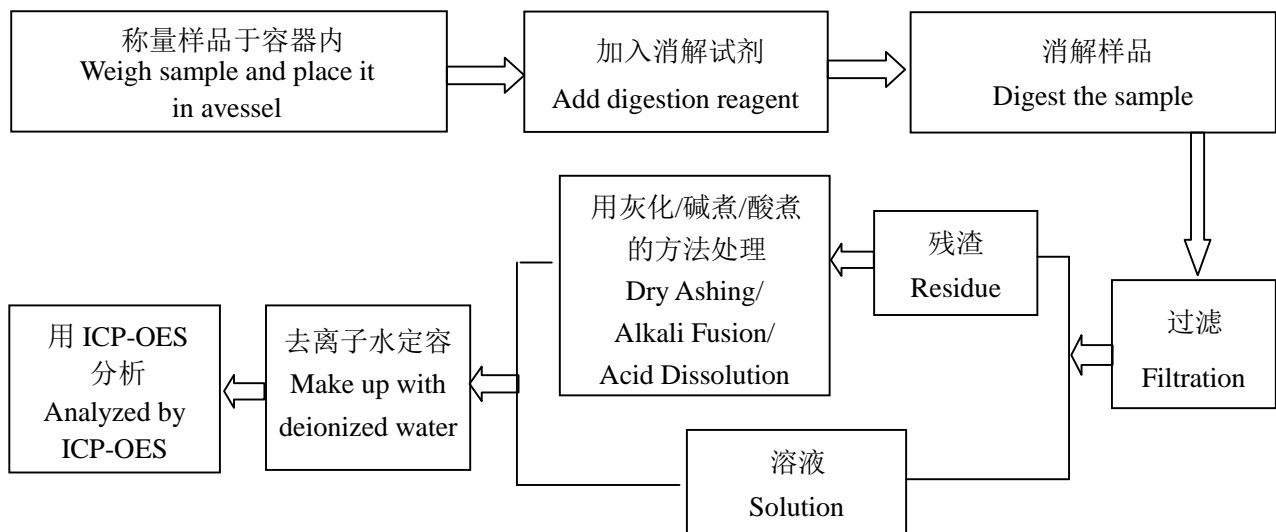 称量样品于容器内
Weigh sample and place it
in avessel
加入消解试剂
Add digestion reagent
消解样品
Digest the sample
过滤
Filtration
残渣
Residue
用灰化/碱煮/酸煮
的方法处理
Dry Ashing/
Alkali Fusion/
Acid Dissolution
溶液
Solution
去离子水定容
Make up with
deionized water
用 ICP-OES
分析
Analyzed by
ICP-OES